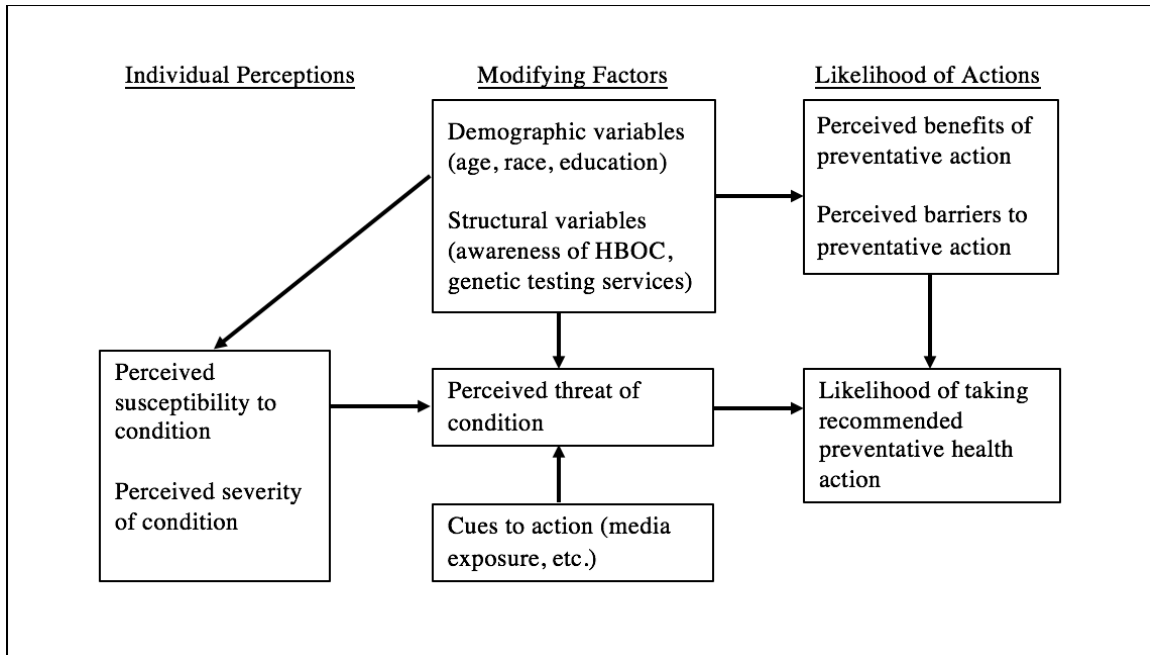 Individual Perceptions
Modifying Factors
Likelihood of Actions
Demographic variables
(age, race, education)
Structural variables
(awareness of HBOC,
genetic testing services)
Perceived benefits of
preventative action
Perceived barriers to
preventative action
Perceived
susceptibility to
condition
Perceived severity
of condition
Perceived threat of
condition
Likelihood of taking
recommended
preventative health
action
Cues to action (media
exposure, etc.)